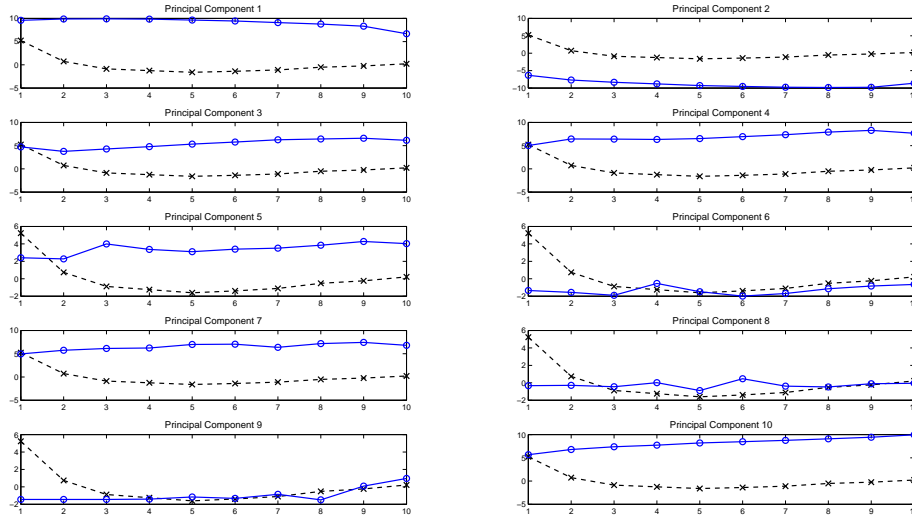 Principal Component 1
10
5
0
−5
1 2 3 4 5 6 7 8 9 10
Principal Component 2
10
5
0
−5
−10
1 2 3 4 5 6 7 8 9 1
Principal Component 3
10
5
0
−5
1 2 3 4 5 6 7 8 9 10
Principal Component 4
10
5
0
−5
1 2 3 4 5 6 7 8 9 1
Principal Component 5
6
4
2
0
−2
1 2 3 4 5 6 7 8 9 10
Principal Component 6
6
4
2
0
−2
1 2 3 4 5 6 7 8 9 1
Principal Component 7
10
5
0
−5
1 2 3 4 5 6 7 8 9 10
Principal Component 8
6
4
2
0
−2
1 2 3 4 5 6 7 8 9 1
Principal Component 9
6
4
2
0
−2
1 2 3 4 5 6 7 8 9 10
Principal Component 10
10
5
0
−5
1 2 3 4 5 6 7 8 9 1